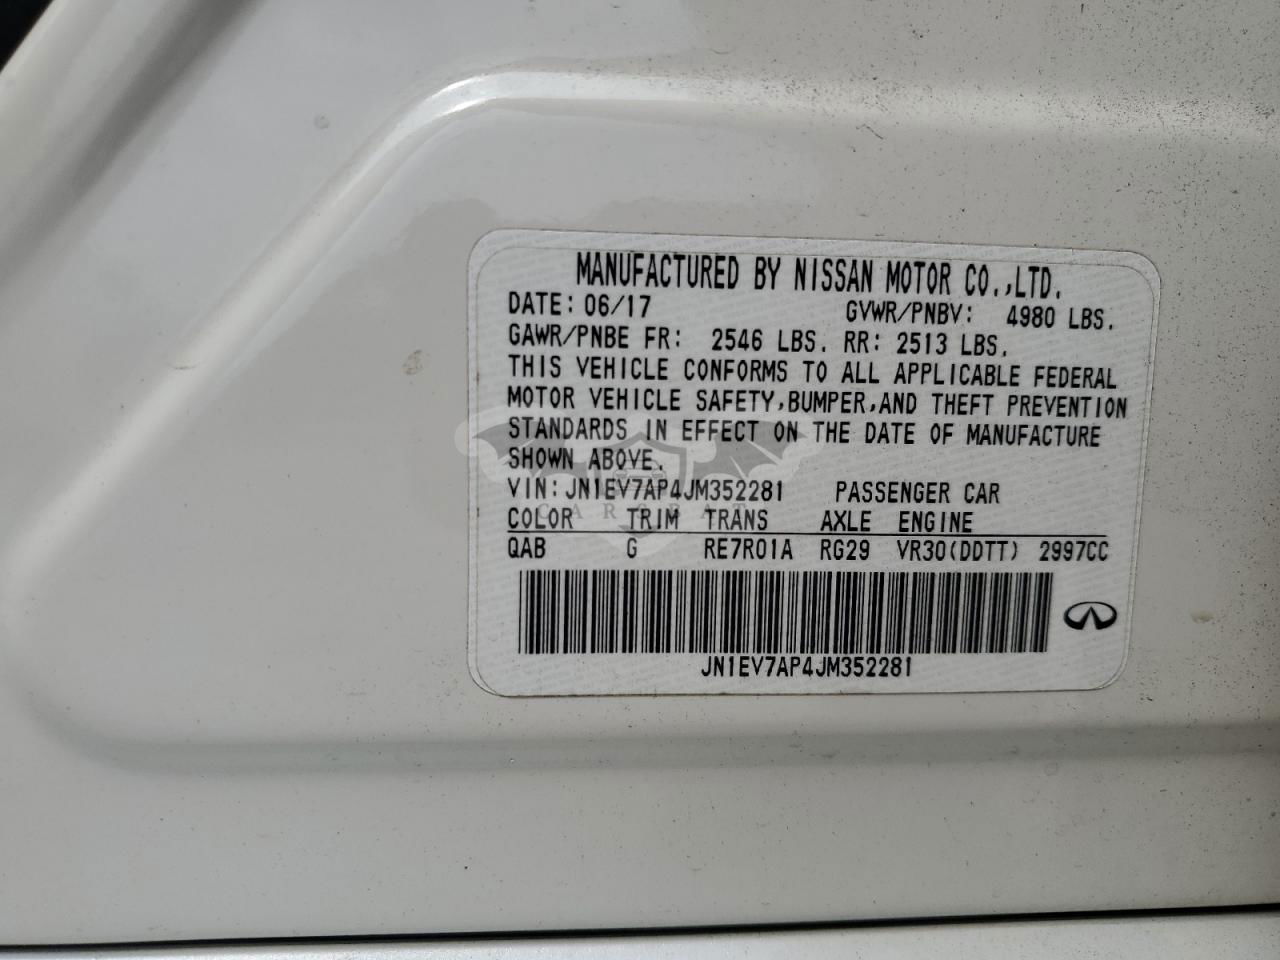 MANUFACTURED BY NISSAN MOTOR CO.,LTD.
DATE: 06/17 GVWR/PNBV: 4980 LBS.
GAWR/PNBE FR: 2546 LBS. RR: 2513 LBS.
THIS VEHICLE CONFORMS TO ALL APPLICABLE FEDERAL
MOTOR VEHICLE SAFETY,BUMPER,AND THEFT PREVENTION
STANDARDS IN EFFECT ON THE DATE OF MANUFACTURE
SHOWN ABOVE.
VIN: JN1EV7AP4JM352281 PASSENGER CAR
CARSBAT
COLOR TRIM TRANS AXLE ENGINE
QAB G RE7R01A RG29 VR30(DDTT) 2997CC
JN1EV7AP4JM352281